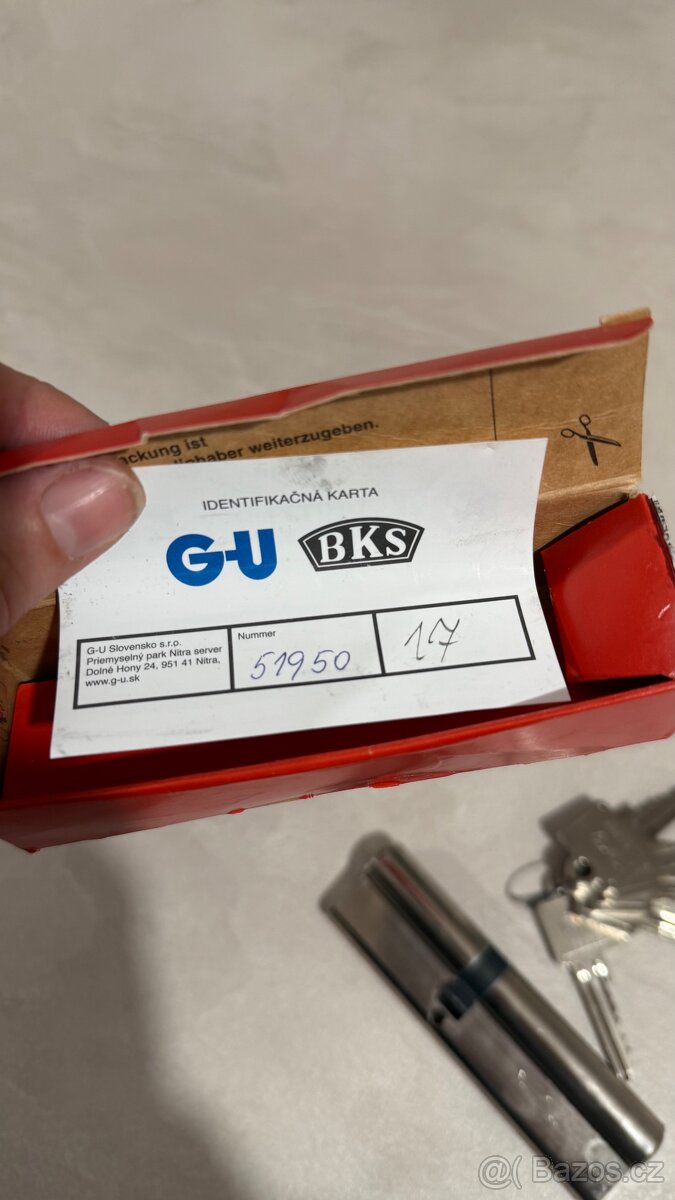 ckung ist
haber weiterzugeben.
IDENTIFIKAČNÁ KARTA
G-U BKS
G-U Slovensko s.r.o.
Priemyselný park Nitra server
Dolné Hony 24, 951 41 Nitra,
www.g-u.sk
Nummer
51950
17
@ Bazos.cz